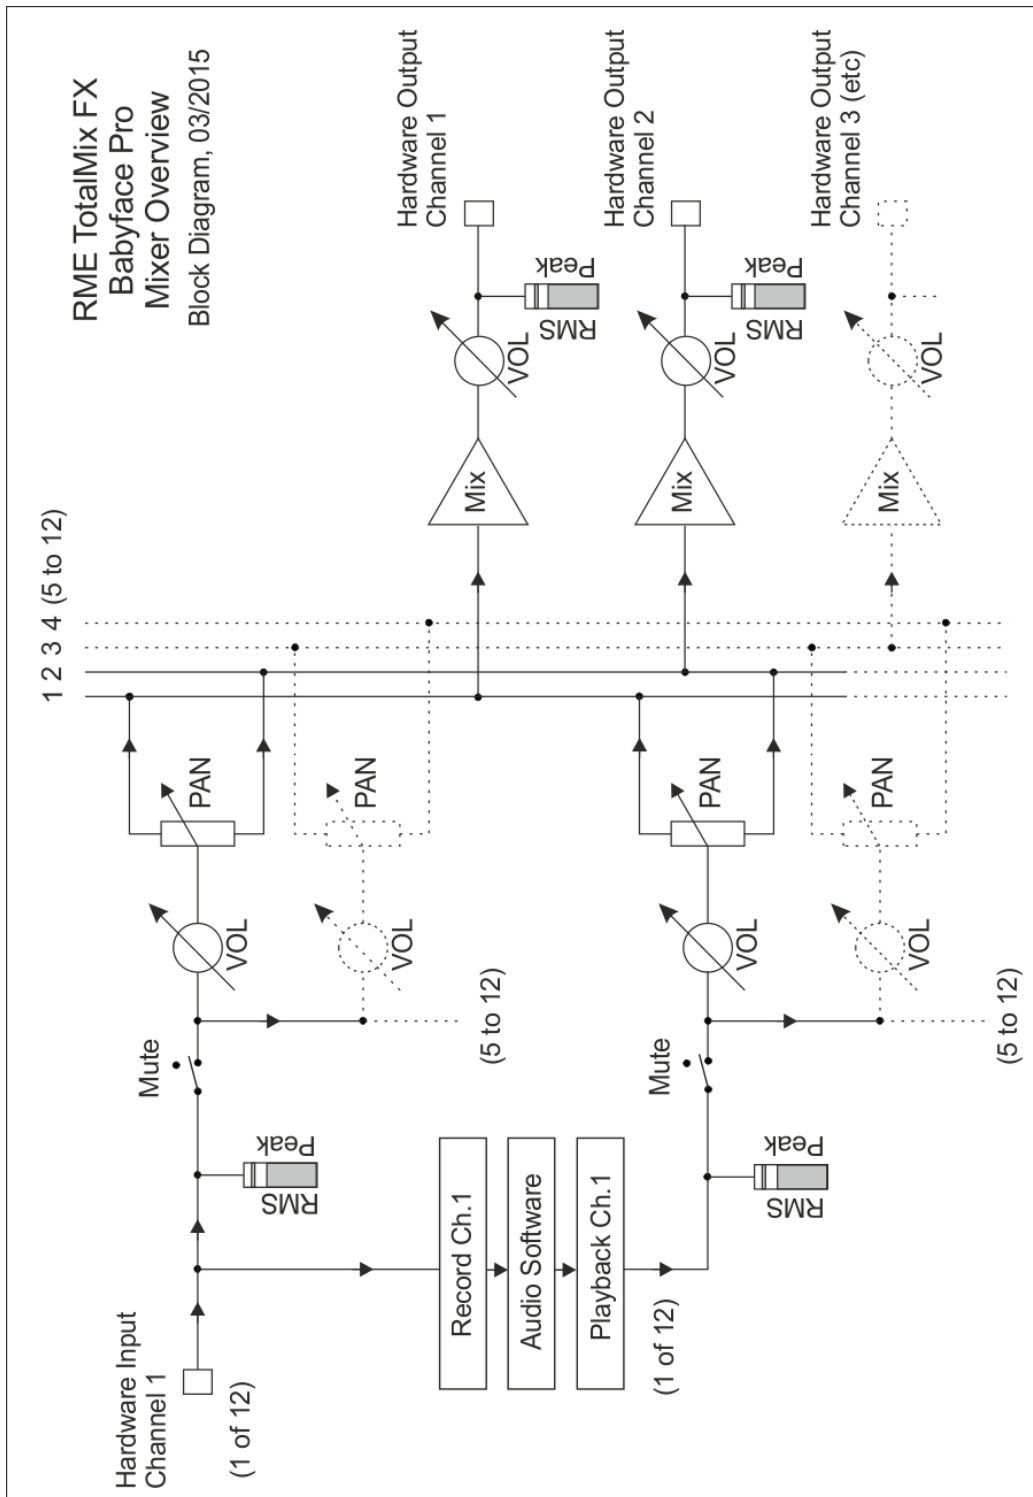 RME TotalMix FX
Babyface Pro
Mixer Overview
Block Diagram, 03/2015
Hardware Input
Channel 1
(1 of 12)
RMS
Peak
Mute
VOL
PAN
(5 to 12)
VOL
PAN
1 2 3 4 (5 to 12)
Record Ch.1
Audio Software
Playback Ch.1
(1 of 12)
RMS
Peak
Mute
VOL
PAN
(5 to 12)
VOL
PAN
Mix
VOL
RMS
Peak
Hardware Output
Channel 1
Mix
VOL
RMS
Peak
Hardware Output
Channel 2
Mix
VOL
Hardware Output
Channel 3 (etc)